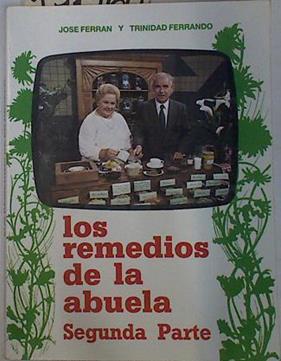 JOSE FERRAN Y TRINIDAD FERRANDO
los
remedios
de la
abuela
Segunda Parte